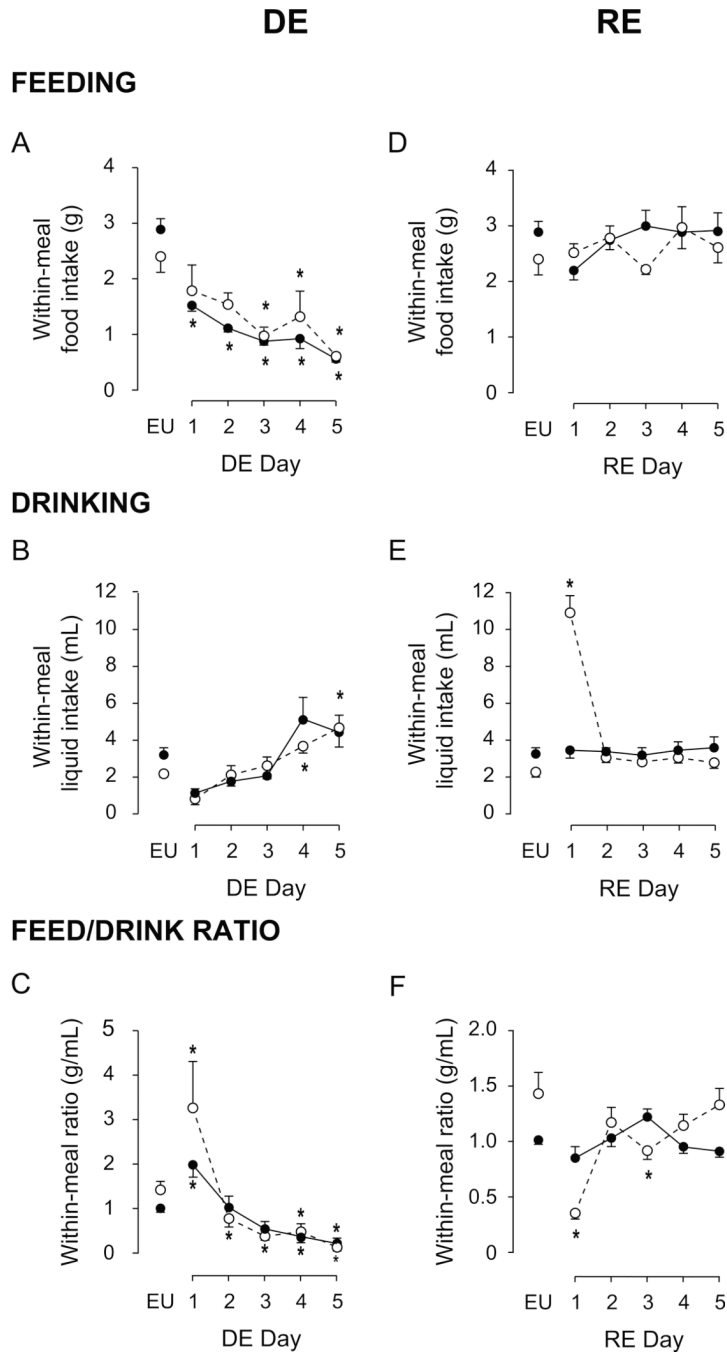 DE RE
FEEDING
A
Within-meal
food intake (g)
4
3
2
1
0
*
*
*
*
*
*
*
*
EU 1 2 3 4 5
DE Day
D
Within-meal
food intake (g)
4
3
2
1
0
EU 1 2 3 4 5
RE Day
DRINKING
B
Within-meal
liquid intake (mL)
12
10
8
6
4
2
0
*
*
EU 1 2 3 4 5
DE Day
E
Within-meal
liquid intake (mL)
12
10
8
6
4
2
0
*
EU 1 2 3 4 5
RE Day
FEED/DRINK RATIO
C
Within-meal ratio (g/mL)
5
4
3
2
1
0
*
*
*
*
*
*
*
*
EU 1 2 3 4 5
DE Day
F
Within-meal ratio (g/mL)
2.0
1.5
1.0
0.5
0
*
*
EU 1 2 3 4 5
RE Day